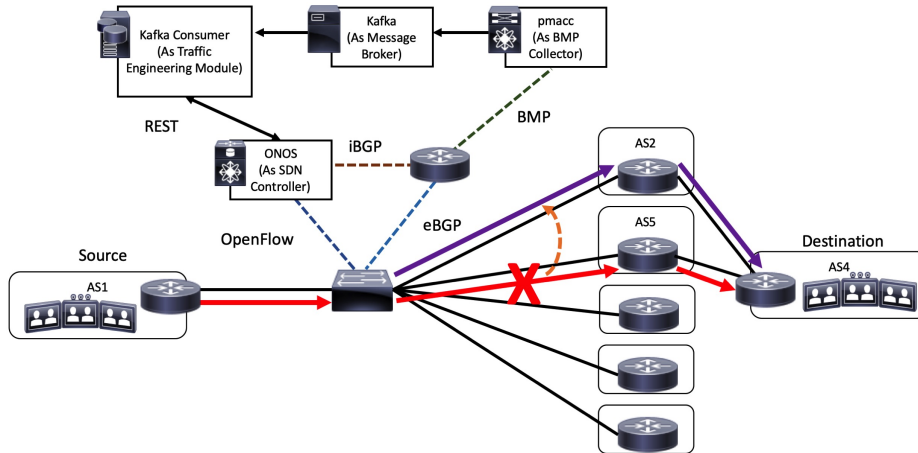 Kafka Consumer
(As Traffic
Engineering Module)
Kafka
(As Message
Broker)
pmacc
(As BMP
Collector)
REST
BMP
ONOS
(As SDN
Controller)
iBGP
AS2
OpenFlow
eBGP
AS5
Source
Destination
AS1
AS4